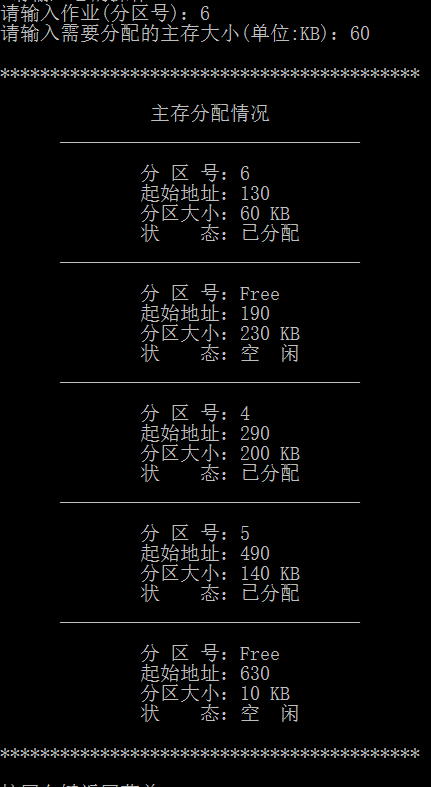 请输入作业(分区号): 6
请输入需要分配的主存大小(单位:KB): 60
******************************************
主存分配情况
分 区 号: 6
起始地址: 130
分区大小: 60 KB
状    态: 已分配
分 区 号: Free
起始地址: 190
分区大小: 230 KB
状    态: 空  闲
分 区 号: 4
起始地址: 290
分区大小: 200 KB
状    态: 已分配
分 区 号: 5
起始地址: 490
分区大小: 140 KB
状    态: 已分配
分 区 号: Free
起始地址: 630
分区大小: 10 KB
状    态: 空  闲
******************************************